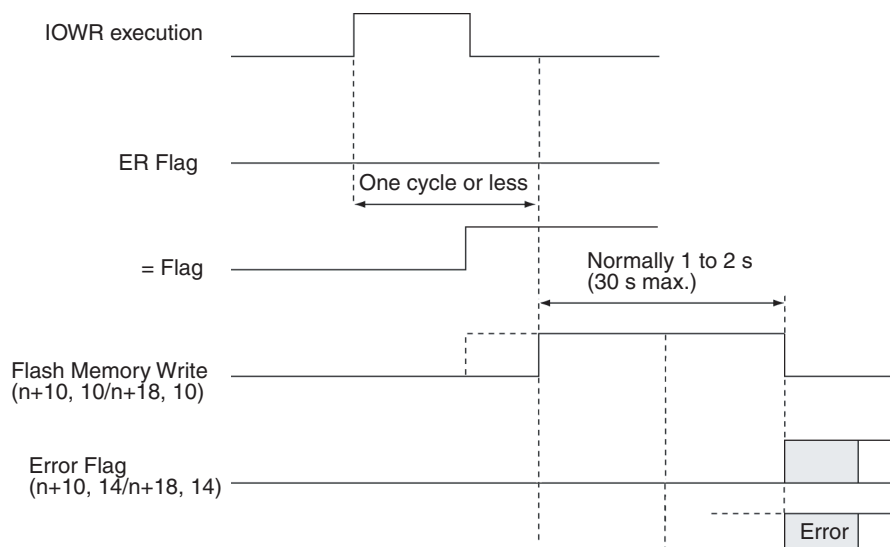 IOWR execution
ER Flag
One cycle or less
= Flag
Normally 1 to 2 s
(30 s max.)
Flash Memory Write
(n+10, 10/n+18, 10)
Error Flag
(n+10, 14/n+18, 14)
Error